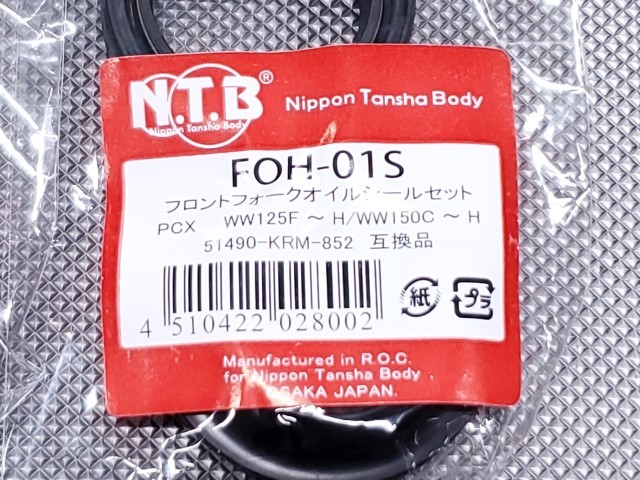 N.T.B®
Nippon Tansha Body
Nippon Tansha Body
FOH-01S
フロントフォークオイルシールセット
PCX WW125F ～ H/WW150C ～ H
51490-KRM-852 互換品
4 510422 028002
紙
プラ
Manufactured in R.O.C.
for Nippon Tansha Body .
OSAKA JAPAN.